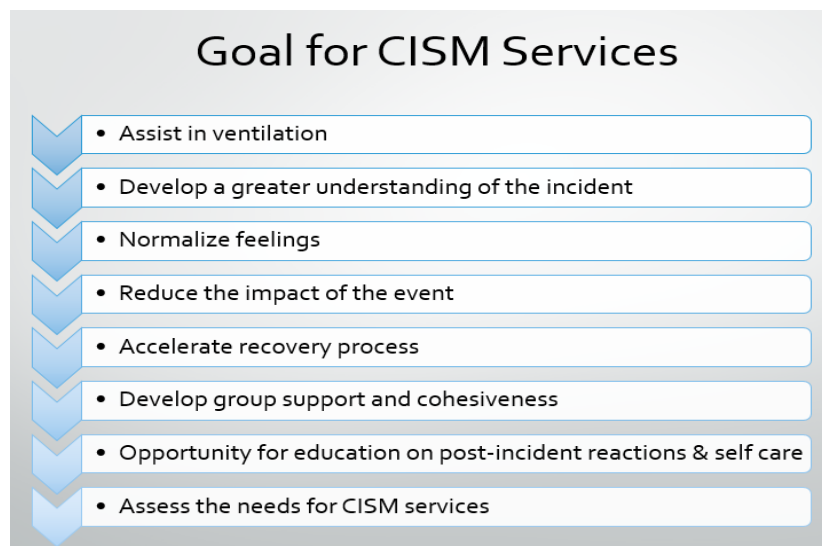 Goal for CISM Services
• Assist in ventilation
• Develop a greater understanding of the incident
• Normalize feelings
• Reduce the impact of the event
• Accelerate recovery process
• Develop group support and cohesiveness
• Opportunity for education on post-incident reactions & self care
• Assess the needs for CISM services